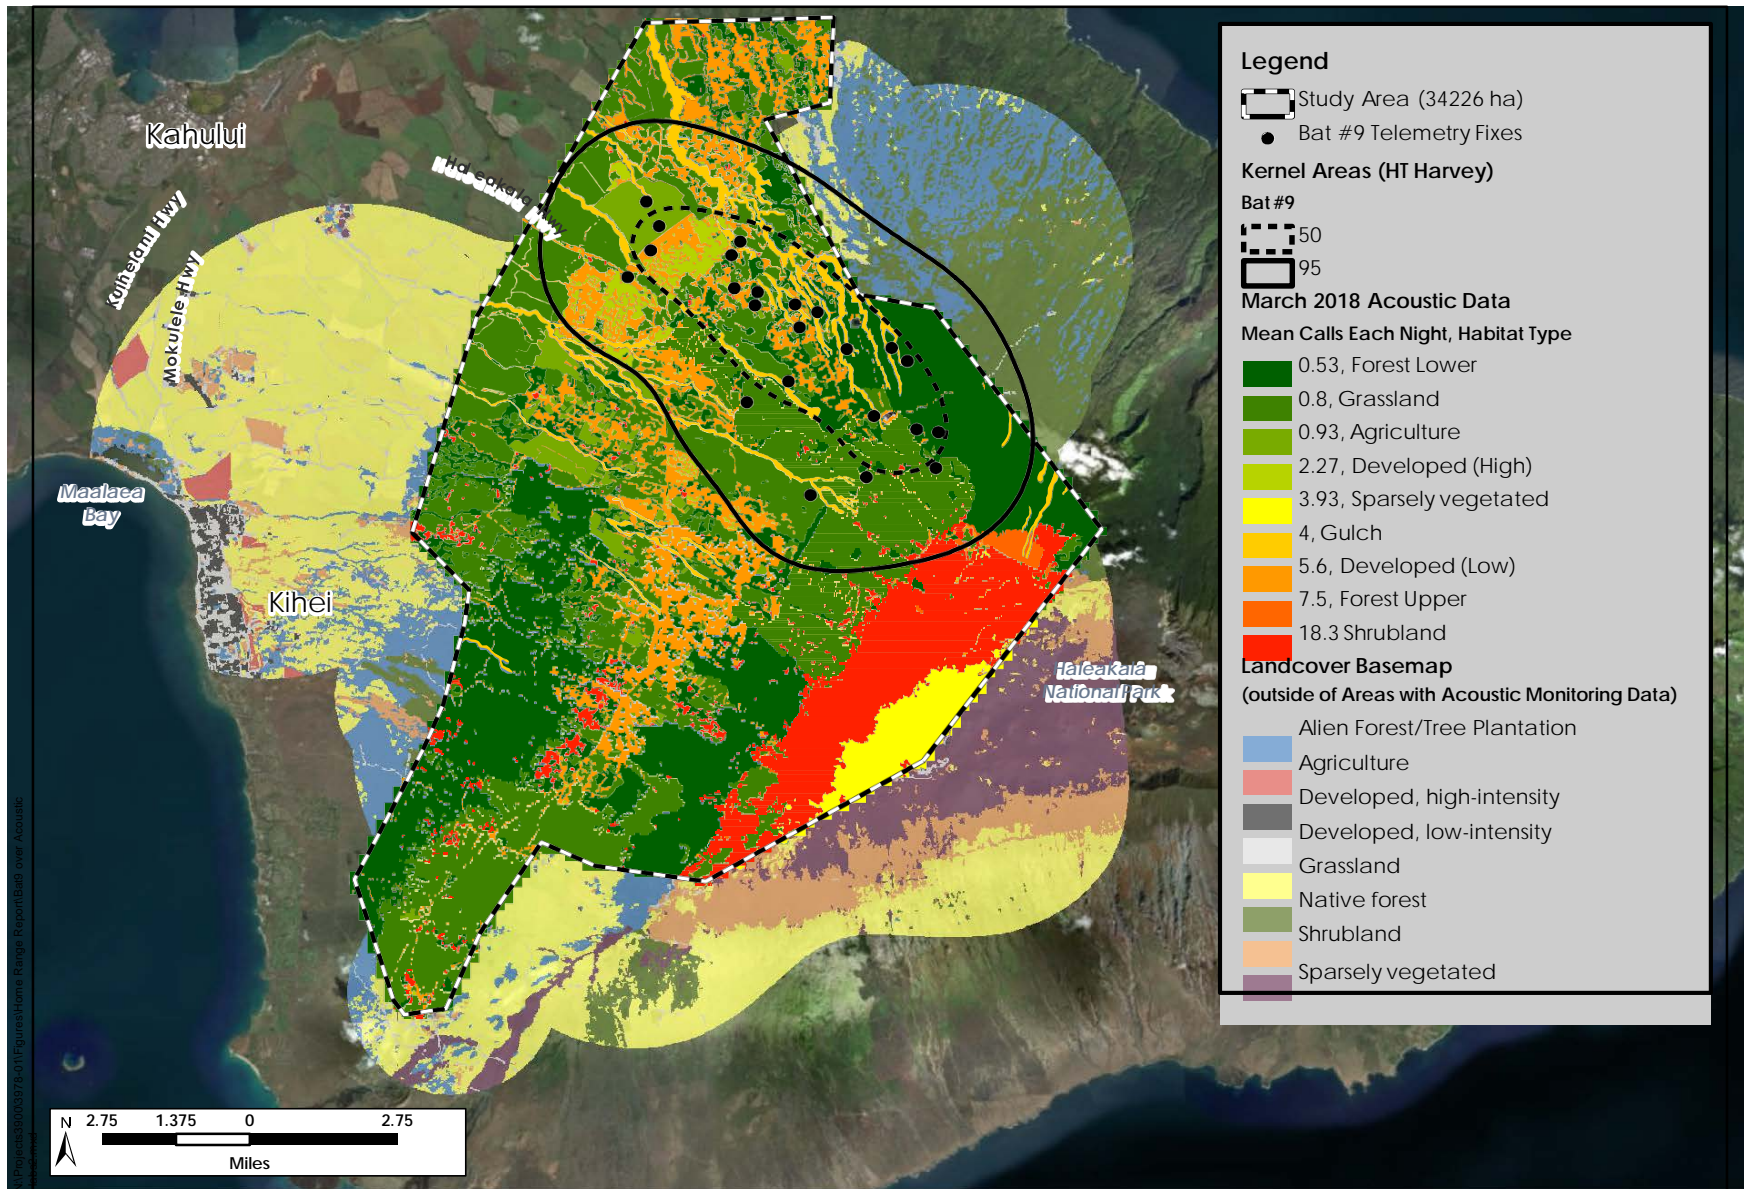 Kahului
Haleakala Hwy
Kuihelani Hwy
Mokulele Hwy
Maalaea
Bay
Kihei
Haleakala
National Park
Legend
Study Area (34226 ha)
Bat #9 Telemetry Fixes
Kernel Areas (HT Harvey)
Bat #9
50
95
March 2018 Acoustic Data
Mean Calls Each Night, Habitat Type
0.53, Forest Lower
0.8, Grassland
0.93, Agriculture
2.27, Developed (High)
3.93, Sparsely vegetated
4, Gulch
5.6, Developed (Low)
7.5, Forest Upper
18.3 Shrubland
Landcover Basemap
(outside of Areas with Acoustic Monitoring Data)
Alien Forest/Tree Plantation
Agriculture
Developed, high-intensity
Developed, low-intensity
Grassland
Native forest
Shrubland
Sparsely vegetated
N 2.75 1.375 0 2.75
Miles